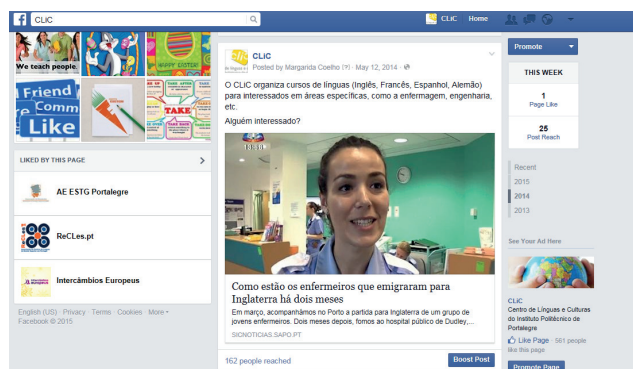 CLiC
CLiC Home
We teach people.
HAPPY EASTER
Friend
Comm
Like
TAKE
LIKED BY THIS PAGE
AE ESTG Portalegre
ReCLes.pt
Intercâmbios Europeus
English (US) · Privacy · Terms · Cookies · More
Facebook © 2015
CLiC
Posted by Margarida Coelho [?] · May 12, 2014 ·
O CLiC organiza cursos de línguas (Inglês, Francês, Espanhol, Alemão)
para interessados em áreas específicas, como a enfermagem, engenharia,
etc.
Alguém interessado?
Como estão os enfermeiros que emigraram para
Inglaterra há dois meses
Em março, acompanhámos no Porto a partida para Inglaterra de um grupo de
jovens enfermeiros. Dois meses depois, fomos ao hospital público de Dudley,...
SICNOTICIAS.SAPO.PT
162 people reached
Boost Post
Promote
THIS WEEK
1
Page Like
25
Post Reach
Recent
2015
2014
2013
See Your Ad Here
CLiC
Centro de Línguas e Culturas
do Instituto Politécnico de
Portalegre
Like Page · 561 people
like this page
Promote Page